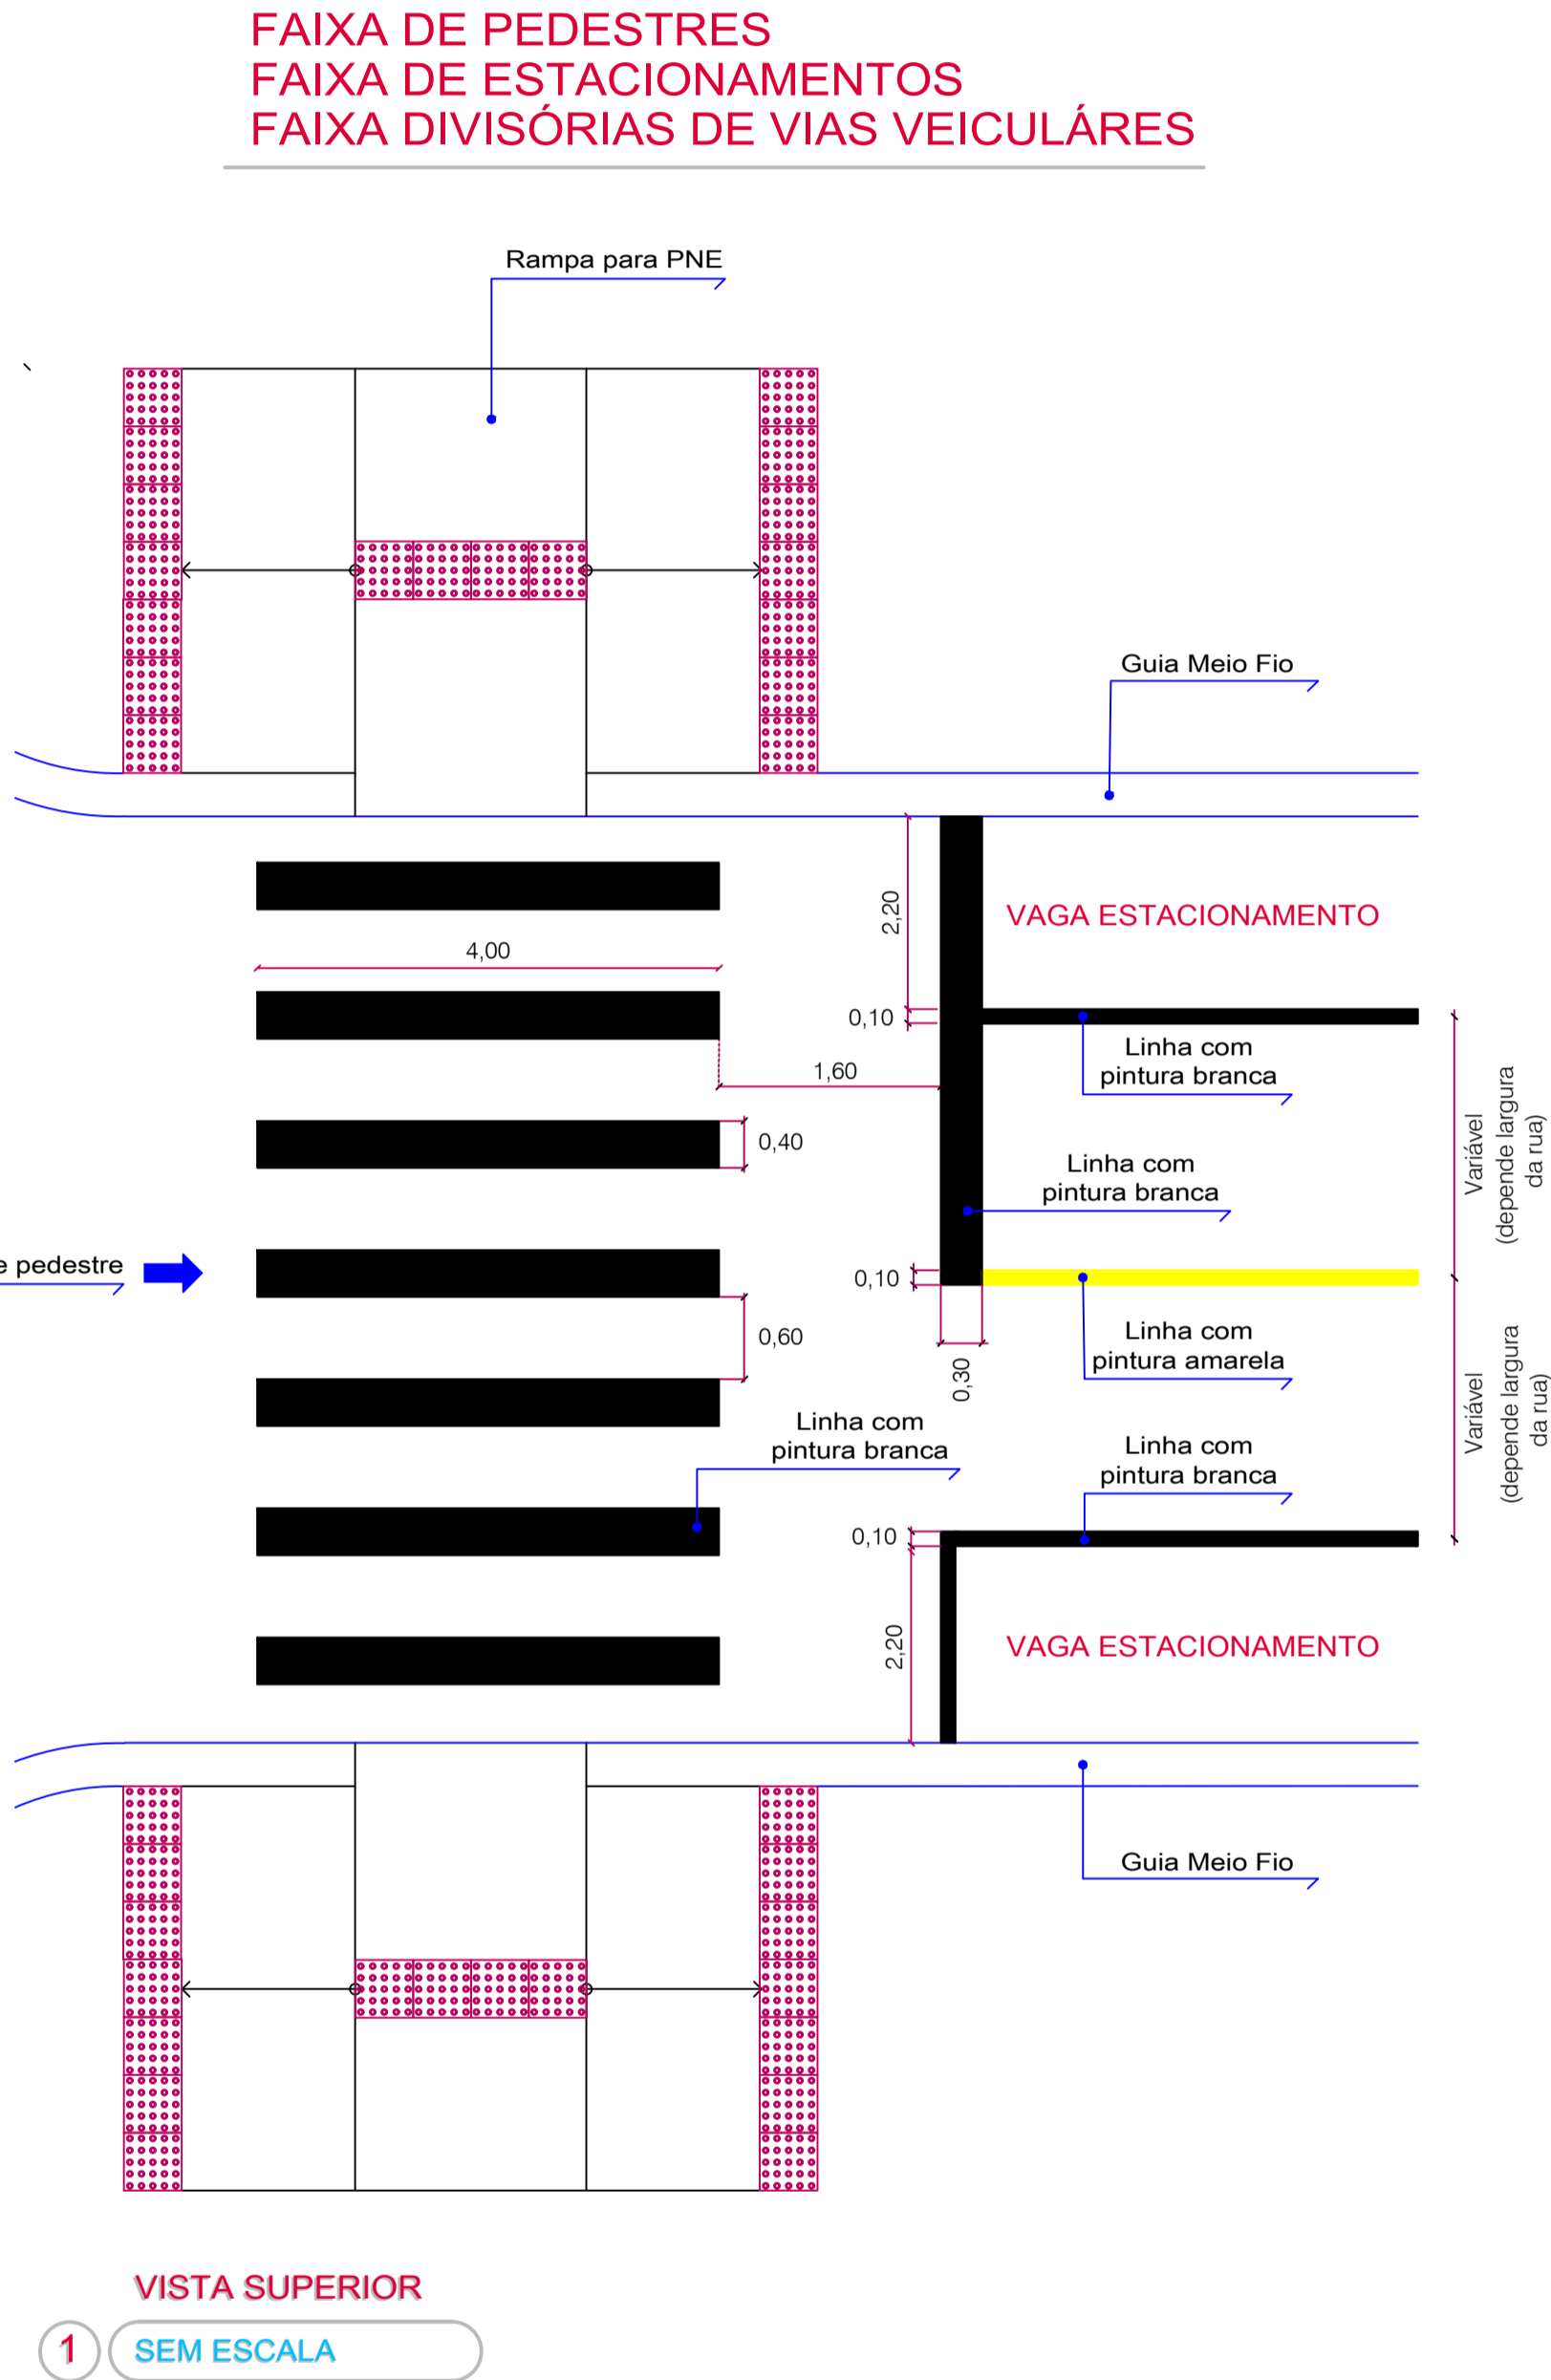 FAIXA DE PEDESTRES
FAIXA DE ESTACIONAMENTOS
FAIXA DIVISÓRIAS DE VIAS VEICULÁRES
Rampa para PNE
Guia Meio Fio
2,20
VAGA ESTACIONAMENTO
4,00
0,10
Linha com
pintura branca
1,60
Variável
(depende largura
da rua)
0,40
Linha com
pintura branca
e pedestre
0,10
0,60
Linha com
pintura amarela
0,30
Variável
(depende largura
da rua)
Linha com
pintura branca
Linha com
pintura branca
0,10
2,20
VAGA ESTACIONAMENTO
Guia Meio Fio
VISTA SUPERIOR
1
SEM ESCALA